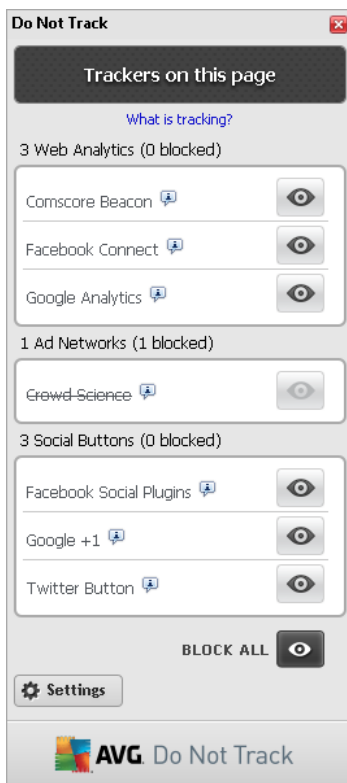 Do Not Track
Trackers on this page
What is tracking?
3 Web Analytics (0 blocked)
Comscore Beacon
Facebook Connect
Google Analytics
1 Ad Networks (1 blocked)
Crowd Science
3 Social Buttons (0 blocked)
Facebook Social Plugins
Google +1
Twitter Button
BLOCK ALL
Settings
AVG. Do Not Track